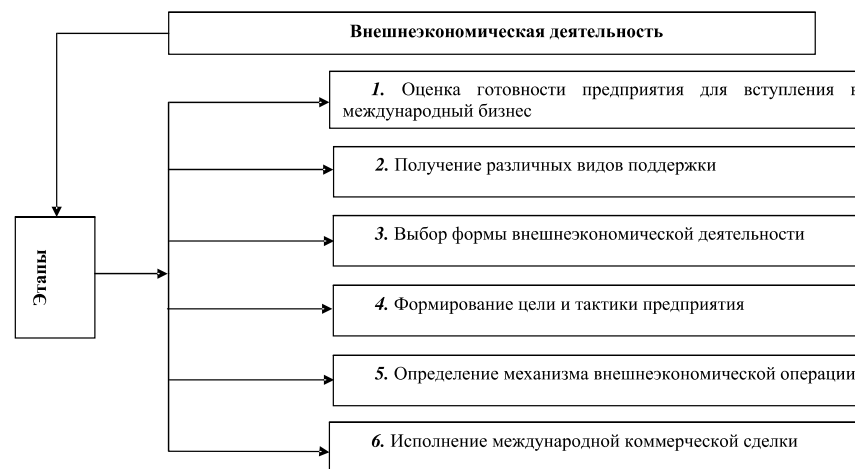 Внешнеэкономическая деятельность
1. Оценка готовности предприятия для вступления в
международный бизнес
2. Получение различных видов поддержки
3. Выбор формы внешнеэкономической деятельности
Этапы
4. Формирование цели и тактики предприятия
5. Определение механизма внешнеэкономической операции
6. Исполнение международной коммерческой сделки